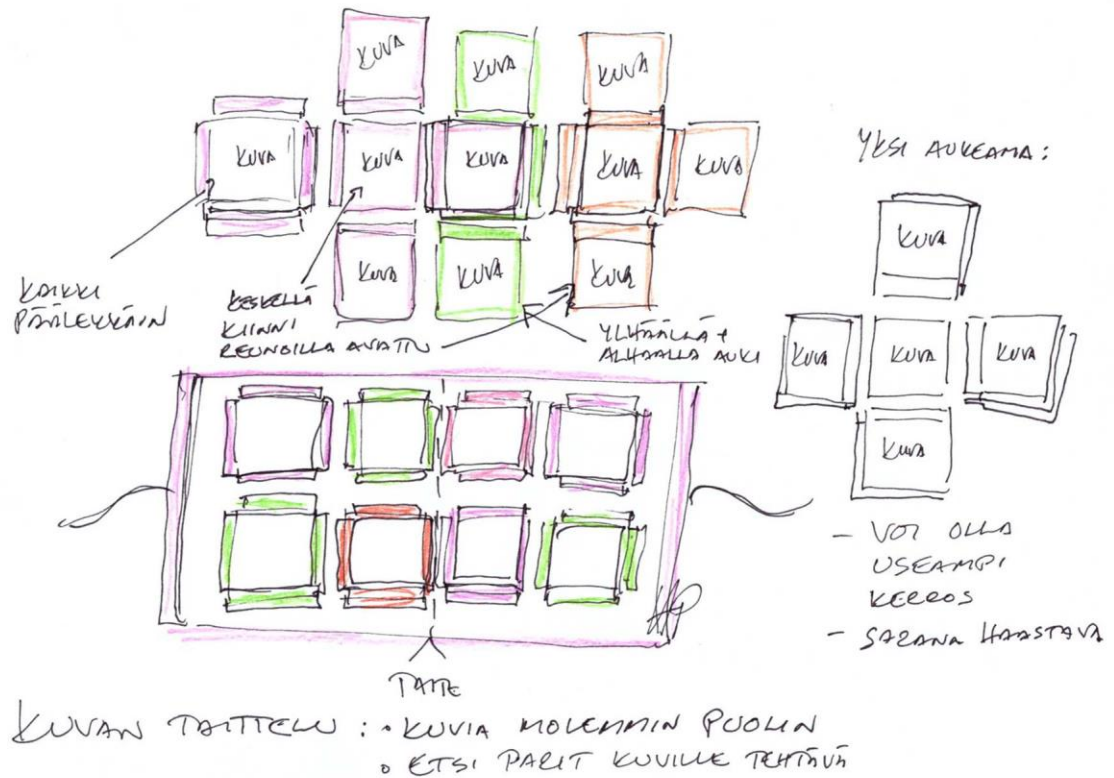 KUVA
KUVA
KUVA
KUVA
KUVA
KUVA
KUVA
KUVA
KUVA
KUVA
KUVA
KAIKKI
PÄÄLEKKÄIN
KESKELLÄ
KIINNI
REUNOILLA AVATTU
YLHÄÄLLÄ +
ALHAALLA AUKI
YKSI AUKEAMA:
KUVA
KUVA
KUVA
KUVA
KUVA
- VOI OLLA
USEAMPI
KERROS
- SARANA HAASTAVA
TAITE
KUVAN TAITTELU : • KUVIA MOLEMMIN PUOLIN
• ETSI PARIT KUVILLE TEHTÄVÄ